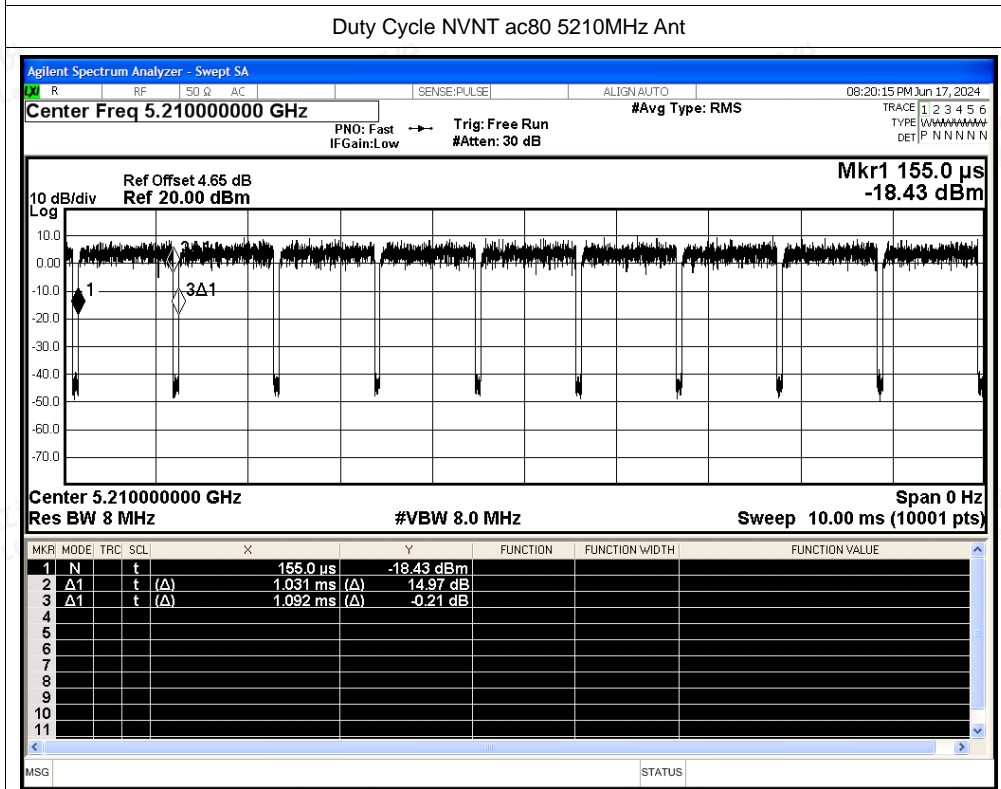 Duty Cycle NVNT ac80 5210MHz Ant
Agilent Spectrum Analyzer - Swept SA
LXI R RF 50 Ω AC SENSE:PULSE ALIGN AUTO 08:20:15 PM Jun 17, 2024
Center Freq 5.210000000 GHz #Avg Type: RMS TRACE 1 2 3 4 5 6
PNO: Fast Trig: Free Run TYPE W
IFGain:Low #Atten: 30 dB DET P N N N N N
Mkr1 155.0 µs
Ref Offset 4.65 dB
10 dB/div Ref 20.00 dBm -18.43 dBm
Log
10.0
0.00
-10.0 1 3Δ1
-20.0
-30.0
-40.0
-50.0
-60.0
-70.0
Center 5.210000000 GHz Span 0 Hz
Res BW 8 MHz #VBW 8.0 MHz Sweep 10.00 ms (10001 pts)
MKR MODE TRC SCL X Y FUNCTION FUNCTION WIDTH FUNCTION VALUE
1 N t 155.0 µs -18.43 dBm
2 Δ1 t (Δ) 1.031 ms (Δ) 14.97 dB
3 Δ1 t (Δ) 1.092 ms (Δ) -0.21 dB
4
5
6
7
8
9
10
11
MSG STATUS